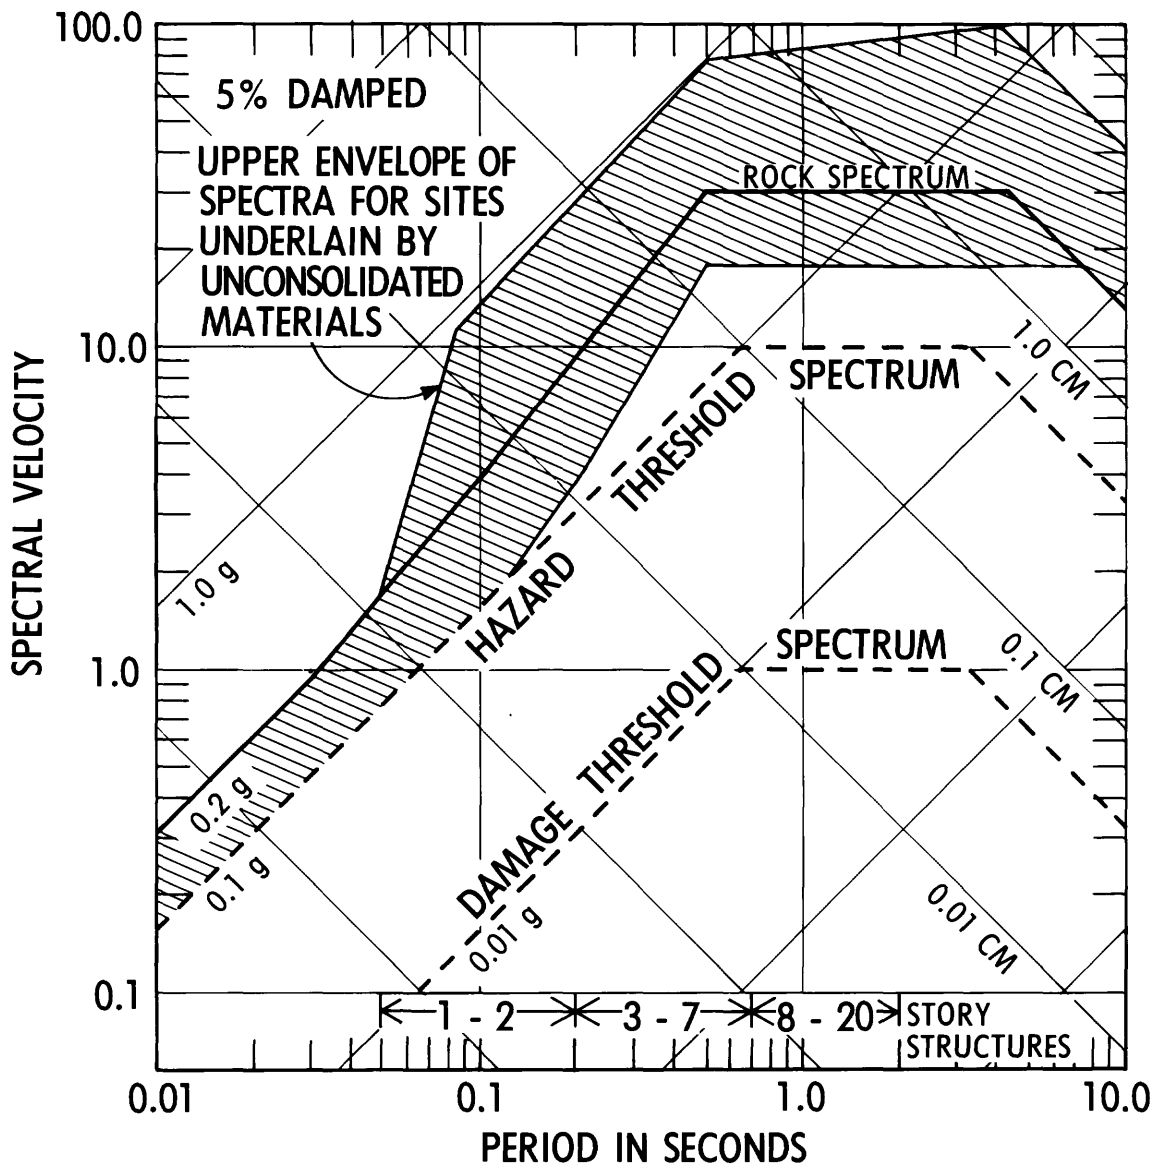 100.0
5% DAMPED
UPPER ENVELOPE OF
SPECTRA FOR SITES
UNDERLAIN BY
UNCONSOLIDATED
MATERIALS
ROCK SPECTRUM
10.0
SPECTRUM
1.0 CM
HAZARD THRESHOLD
1.0 g
SPECTRAL VELOCITY
SPECTRUM
0.1 CM
1.0
DAMAGE THRESHOLD
0.2 g
0.1 g
0.01 g
0.01 CM
0.1
1 - 2
3 - 7
8 - 20
STORY
STRUCTURES
0.01
0.1
1.0
10.0
PERIOD IN SECONDS